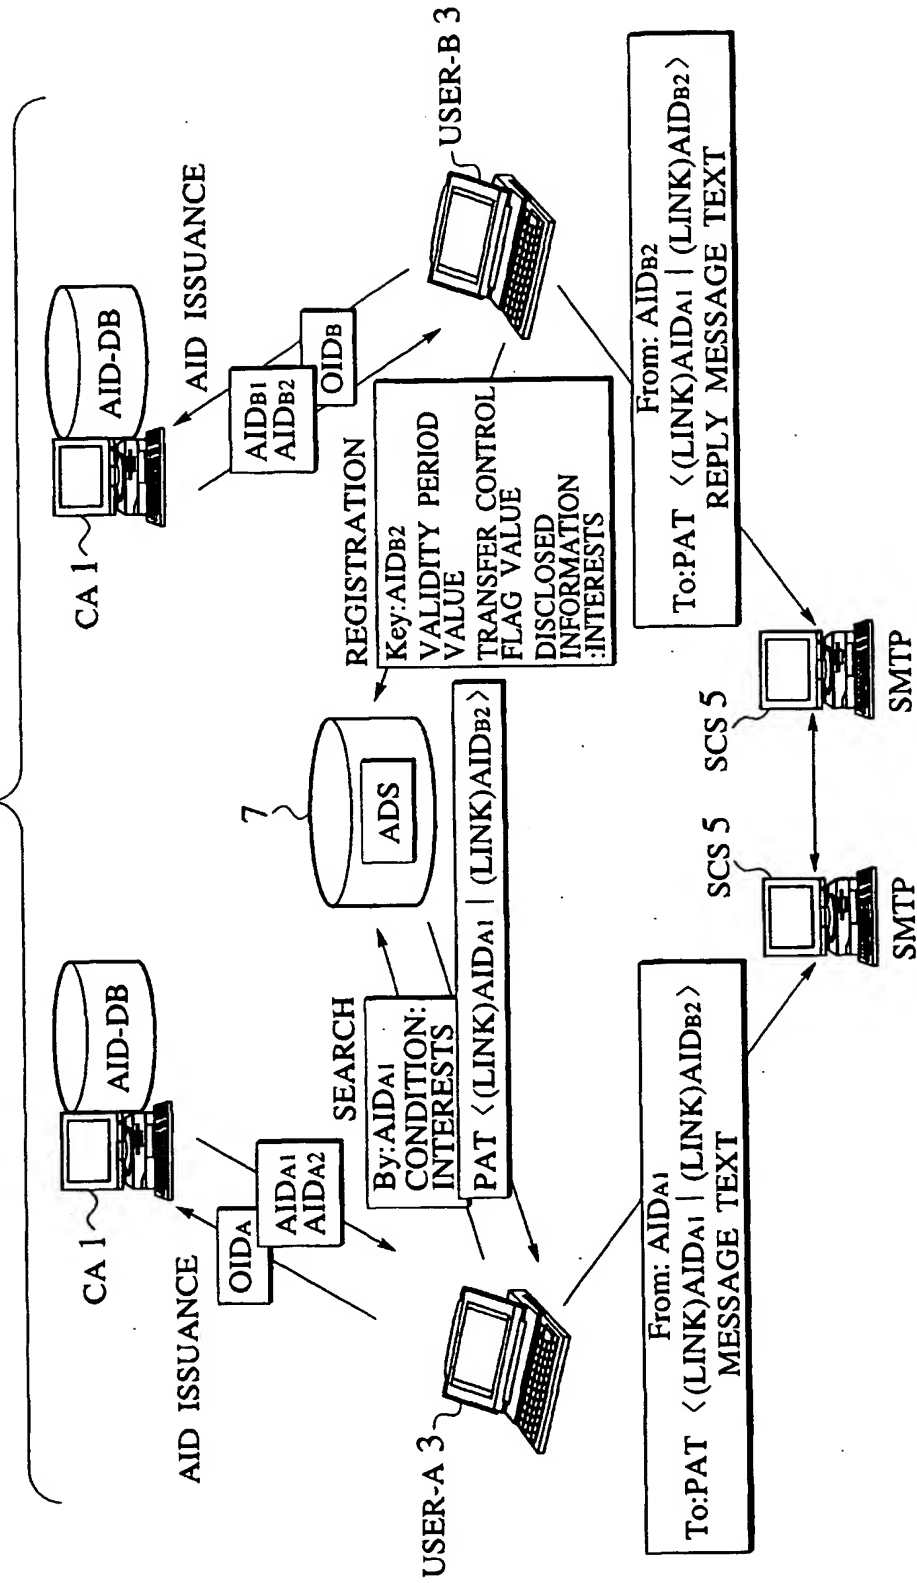 CA 1
AID-DB
AID ISSUANCE
OIDA
AIDA1
AIDA2
USER-A 3
SEARCH
By:AIDA1
CONDITION:
INTERESTS
PAT <(LINK)AIDA1 | (LINK)AIDB2>
7
ADS
CA 1
AID-DB
AID ISSUANCE
AIDB1
AIDB2
OIDB
USER-B 3
REGISTRATION
Key:AIDB2
VALIDITY PERIOD
VALUE
TRANSFER CONTROL
FLAG VALUE
DISCLOSED
INFORMATION
:INTERESTS
From: AIDA1
To:PAT <(LINK)AIDA1 | (LINK)AIDB2>
MESSAGE TEXT
SCS 5
SMTP
SCS 5
SMTP
From: AIDB2
To:PAT <(LINK)AIDA1 | (LINK)AIDB2>
REPLY MESSAGE TEXT